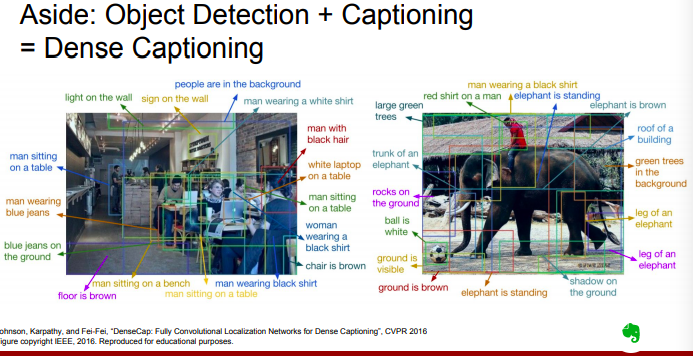 Aside: Object Detection + Captioning
= Dense Captioning
people are in the background
light on the wall
sign on the wall
man wearing a white shirt
man with
black hair
man sitting
on a table
white laptop
on a table
man wearing
blue jeans
man sitting
on a table
woman
wearing a
black shirt
blue jeans on
the ground
chair is brown
man sitting on a bench
man wearing black shirt
floor is brown
man sitting on a table
man wearing a black shirt
red shirt on a man
elephant is standing
large green
trees
elephant is brown
roof of a
building
trunk of an
elephant
green trees
in the
background
rocks on
the ground
leg of an
elephant
ball is
white
leg of an
elephant
ground is
visible
shadow on
the ground
ground is brown
elephant is standing
ohnson, Karpathy, and Fei-Fei, "DenseCap: Fully Convolutional Localization Networks for Dense Captioning", CVPR 2016
igure copyright IEEE, 2016. Reproduced for educational purposes.